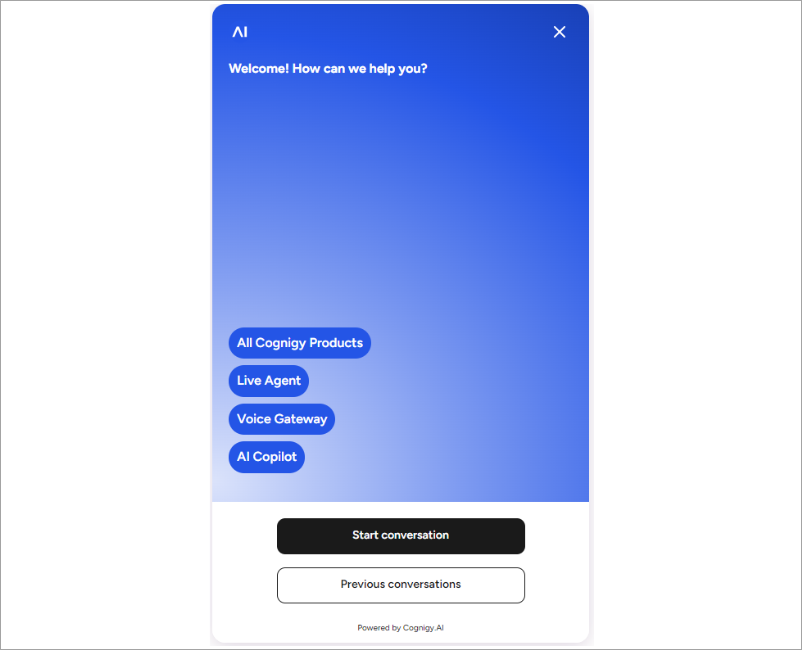 AI
Welcome! How can we help you?
All Cognigy Products
Live Agent
Voice Gateway
AI Copilot
Start conversation
Previous conversations
Powered by Cognigy.AI